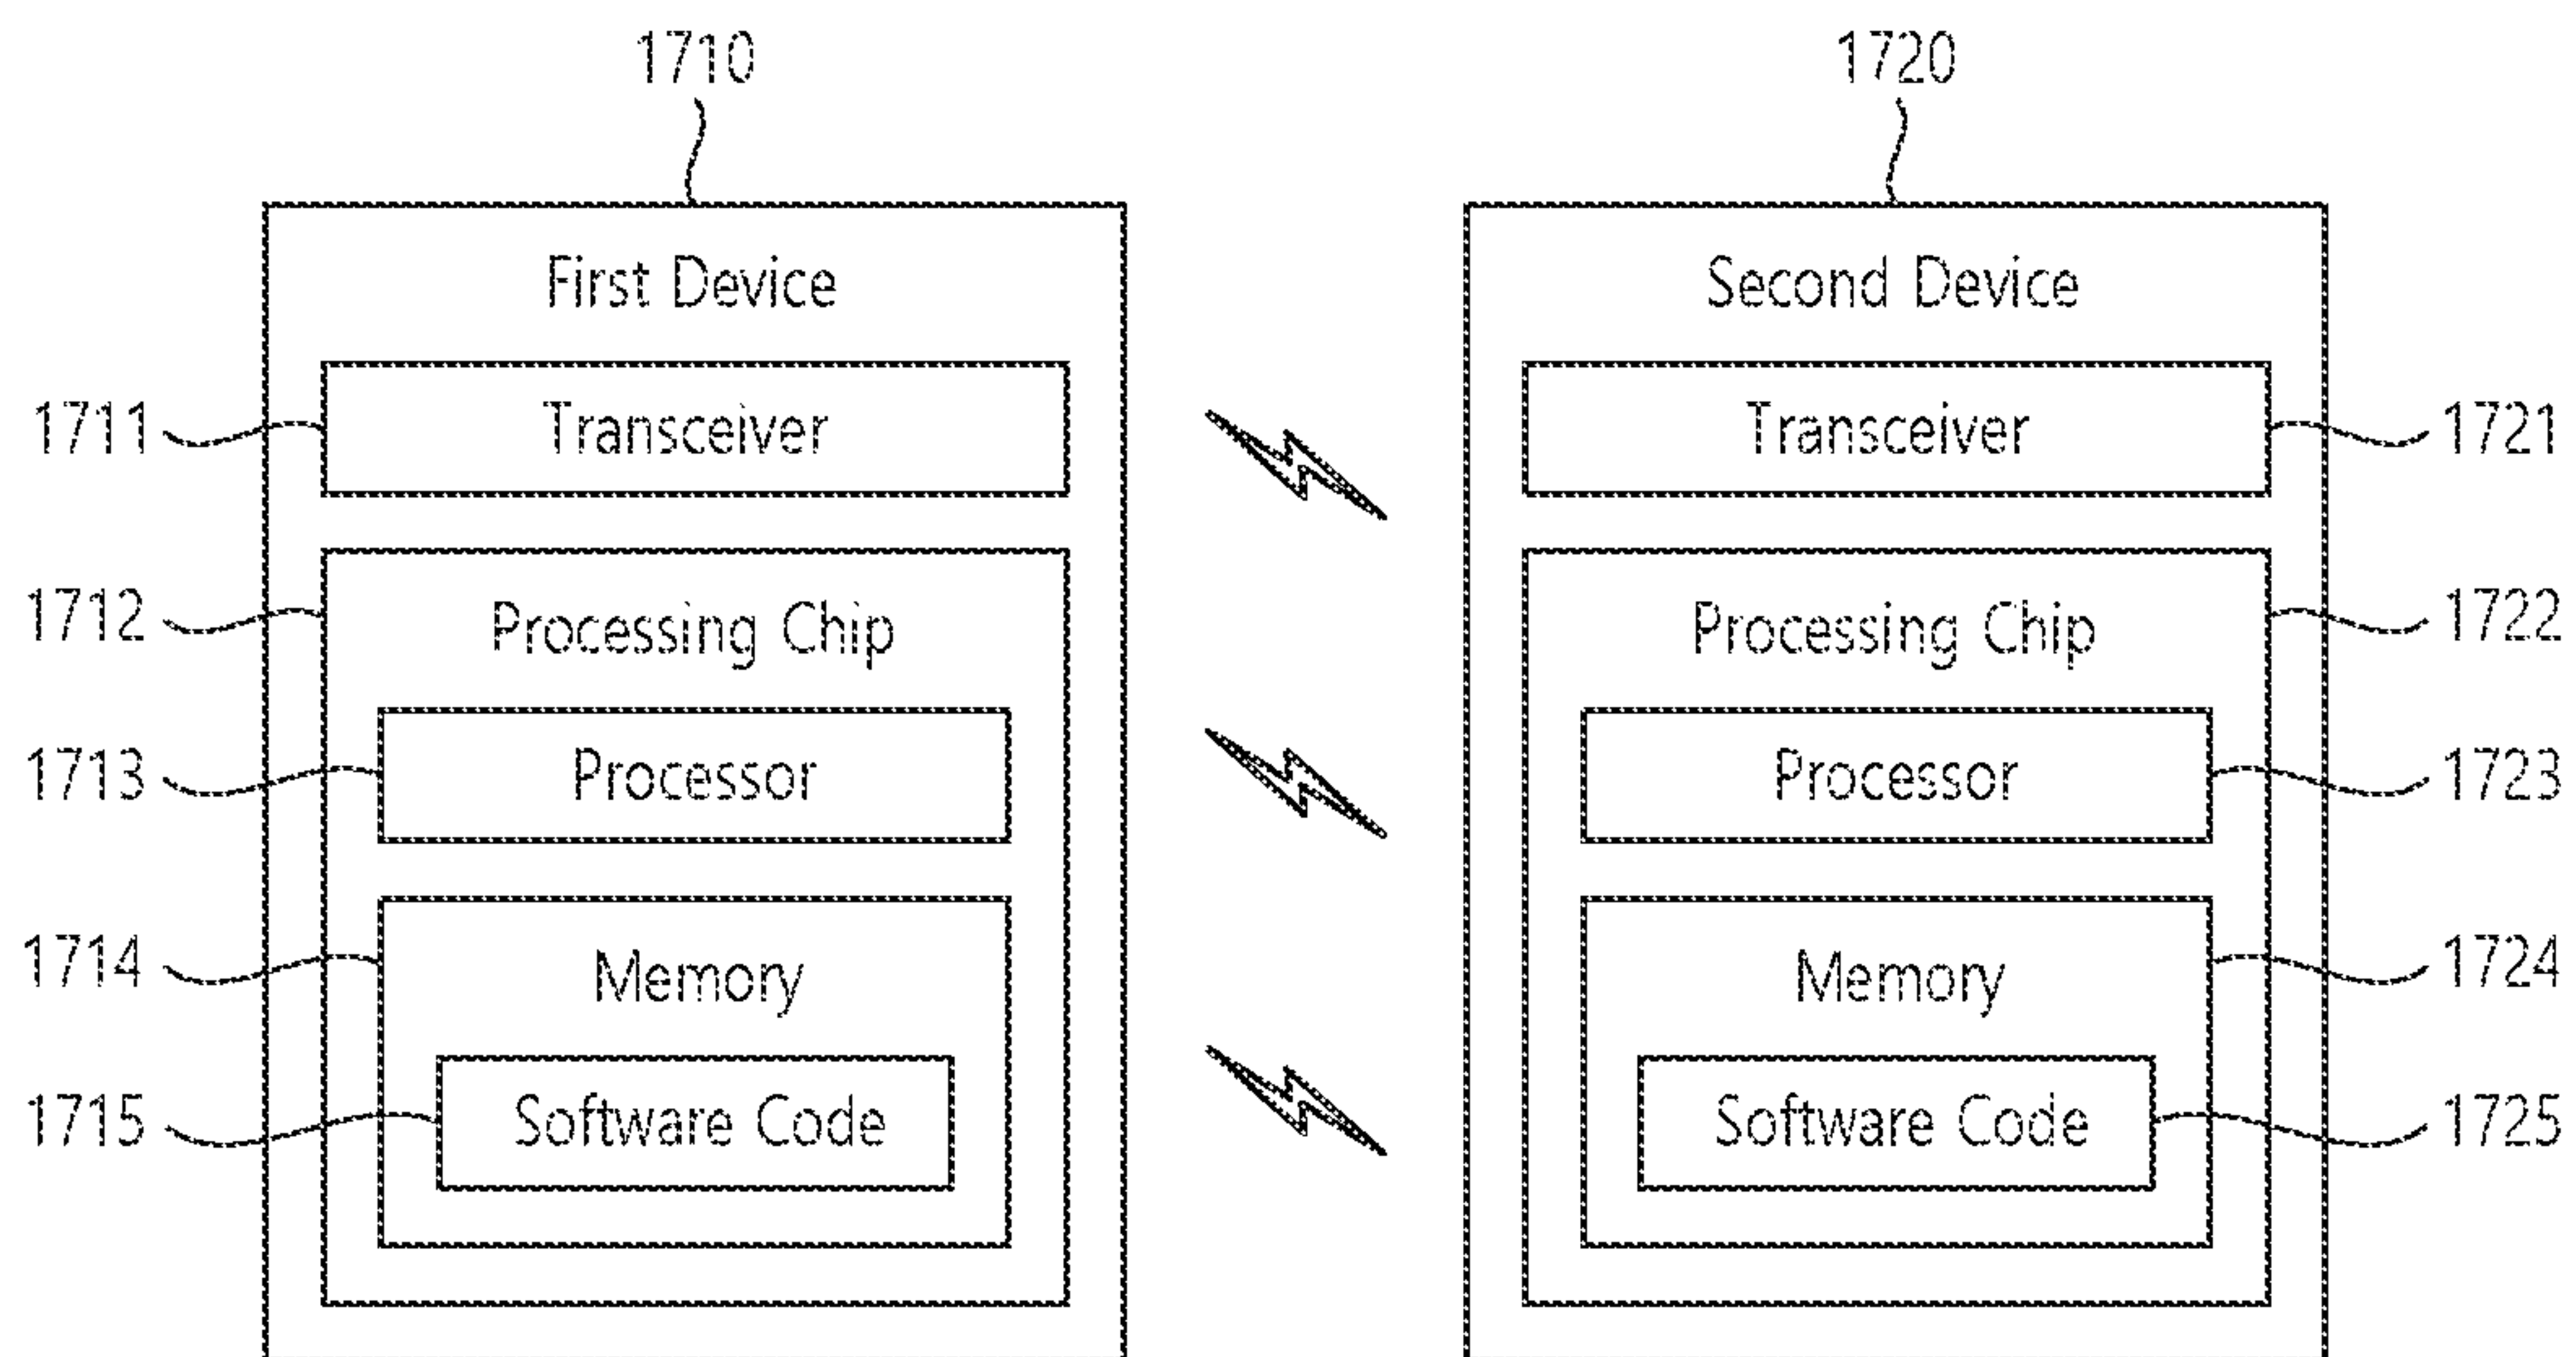 1710
1720
First Device
Second Device
1711
Transceiver
Transceiver
1721
1712
Processing Chip
Processing Chip
1722
1713
Processor
Processor
1723
1714
Memory
Memory
1724
1715
Software Code
Software Code
1725